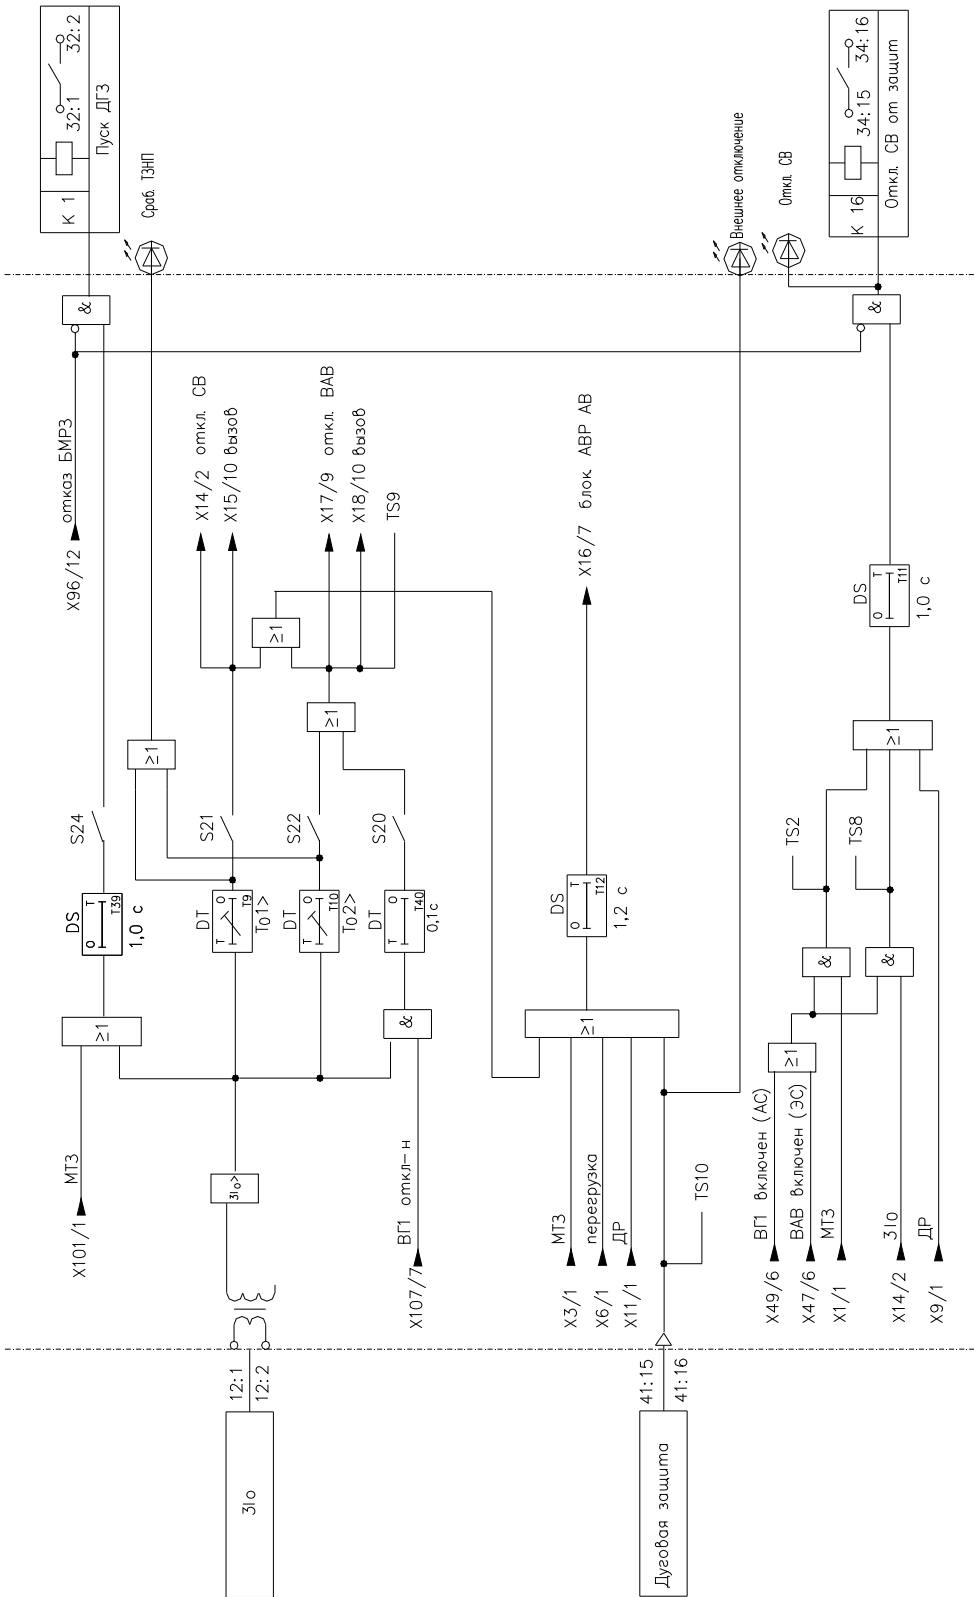 3Io
12:1
12:2
3Io>
X101/1
МТЗ
≥1
DS
О Т
T39
1,0 с
S24
X96/12
отказ БМРЗ
&
К 1
32:1
32:2
Пуск ДГЗ
DT
Т О
T9
Tо1>
S21
≥1
Сраб. ТЗНП
X14/2 откл. СВ
X15/10 вызов
DT
Т О
T10
Tо2>
S22
≥1
≥1
X17/9 откл. ВАВ
X18/10 вызов
TS9
X107/7
ВГ1 откл-н
&
DT
Т О
T40
0,1с
S20
Дуговая защита
41:15
41:16
TS10
X3/1
МТЗ
X6/1
перегрузка
X11/1
ДР
≥1
DS
О Т
T12
1,2 с
X16/7 блок. АВР АВ
Внешнее отключение
X49/6
ВГ1 включен (АС)
X47/6
ВАВ включен (ЭС)
X1/1
МТЗ
X14/2
3Io
X9/1
ДР
≥1
&
&
TS2
TS8
≥1
DS
О Т
T11
1,0 с
&
Откл. СВ
К 16
34:15
34:16
Откл. СВ от защит